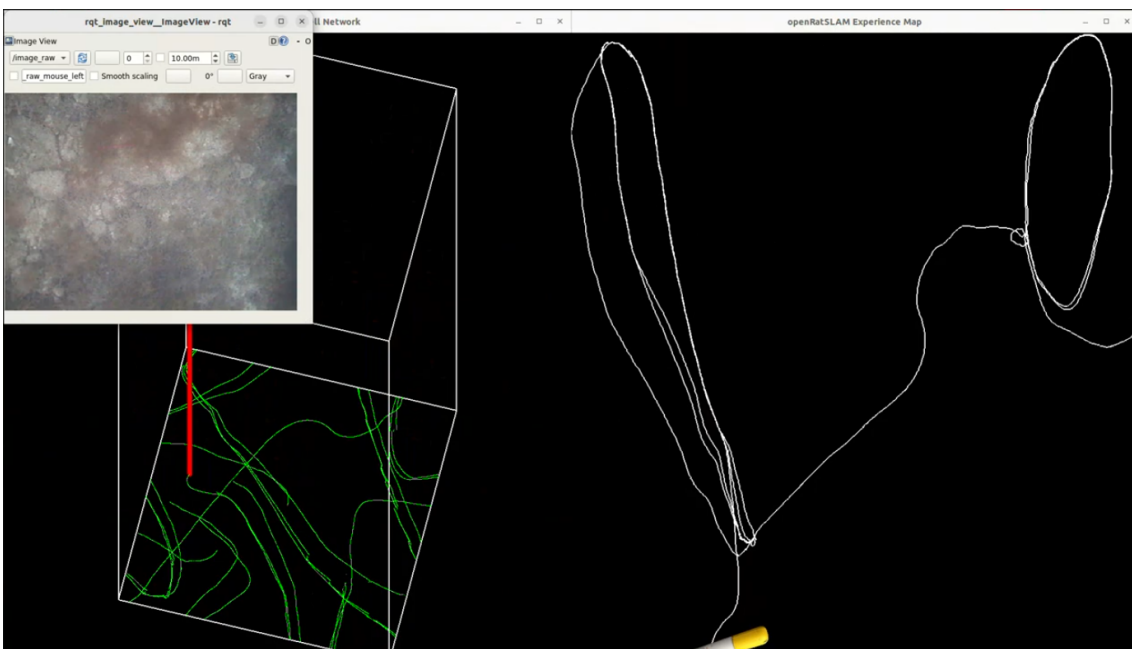 rqt_image_view__ImageView - rqt
ll Network
openRatSLAM Experience Map
Image View
D
- O
/image_raw
0
10.00m
_raw_mouse_left
Smooth scaling
0°
Gray